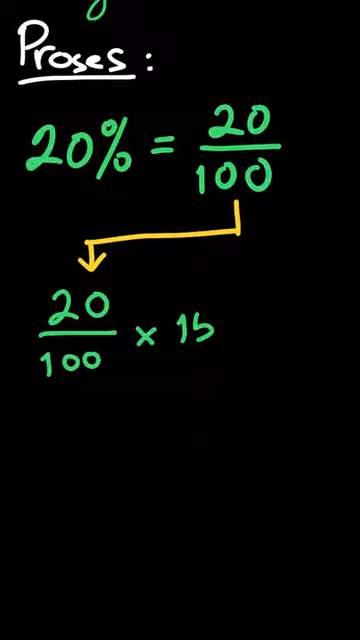 Proses :
20% = 20/100
20/100 × 15